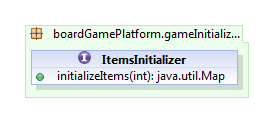 boardGamePlatform.gameInitializ...
I ItemsInitializer
initializeItems(int): java.util.Map